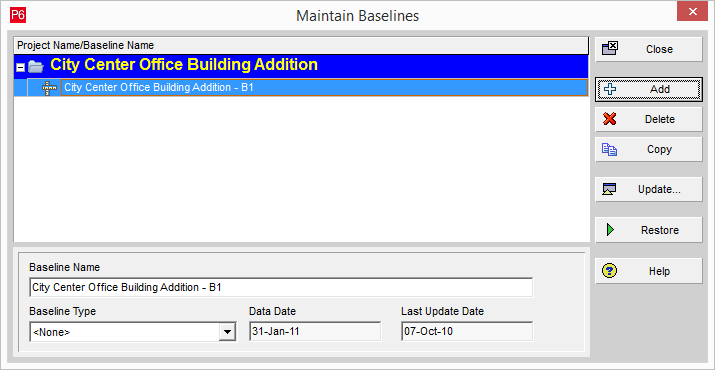 P6 Maintain Baselines
Project Name/Baseline Name
City Center Office Building Addition
City Center Office Building Addition - B1
Close
Add
Delete
Copy
Update...
Restore
Help
Baseline Name
City Center Office Building Addition - B1
Baseline Type Data Date Last Update Date
<None> 31-Jan-11 07-Oct-10